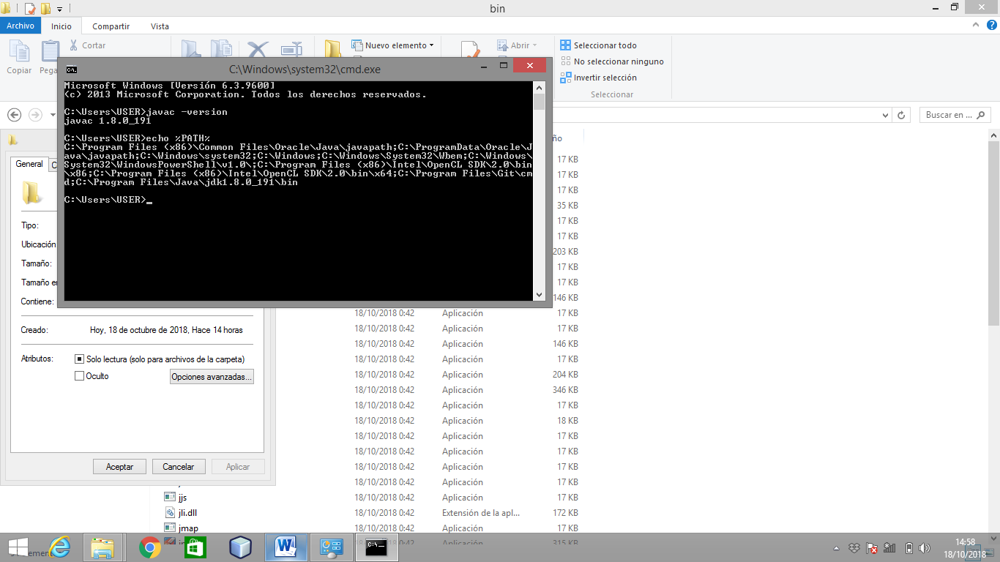 bin
Archivo
Inicio
Compartir
Vista
Copiar
Pega
Cortar
Nuevo elemento
Abrir
Seleccionar todo
No seleccionar ninguno
Invertir selección
Seleccionar
Buscar en ...
C:\Windows\system32\cmd.exe
Microsoft Windows [Versión 6.3.9600]
(c) 2013 Microsoft Corporation. Todos los derechos reservados.
C:\Users\USER>javac -version
javac 1.8.0_191
C:\Users\USER>echo %PATH%
C:\Program Files (x86)\Common Files\Oracle\Java\javapath;C:\ProgramData\Oracle\J
ava\javapath;C:\Windows\system32;C:\Windows;C:\Windows\System32\Wbem;C:\Windows\
System32\WindowsPowerShell\v1.0\;C:\Program Files (x86)\Intel\OpenCL SDK\2.0\bin
\x86;C:\Program Files (x86)\Intel\OpenCL SDK\2.0\bin\x64;C:\Program Files\Git\cm
d;C:\Program Files\Java\jdk1.8.0_191\bin
C:\Users\USER>_
General
Tipo:
Ubicación
Tamaño:
Tamaño e
Contiene:
Creado:
Hoy, 18 de octubre de 2018, Hace 14 horas
Atributos:
Solo lectura (solo para archivos de la carpeta)
Oculto
Opciones avanzadas...
Aceptar
Cancelar
Aplicar
ño
17 KB
17 KB
17 KB
35 KB
17 KB
17 KB
203 KB
17 KB
17 KB
146 KB
18/10/2018 0:42 Aplicación 17 KB
18/10/2018 0:42 Aplicación 17 KB
18/10/2018 0:42 Aplicación 146 KB
18/10/2018 0:42 Aplicación 17 KB
18/10/2018 0:42 Aplicación 204 KB
18/10/2018 0:42 Aplicación 346 KB
18/10/2018 0:42 Aplicación 17 KB
18/10/2018 0:42 Aplicación 18 KB
18/10/2018 0:42 Aplicación 17 KB
18/10/2018 0:42 Aplicación 17 KB
18/10/2018 0:42 Aplicación 17 KB
18/10/2018 0:42 Aplicación 17 KB
jjs 18/10/2018 0:42 Aplicación 17 KB
jli.dll 18/10/2018 0:42 Extensión de la apl... 172 KB
jmap 18/10/2018 0:42 Aplicación 17 KB
18/10/2018 0:42 Aplicación 315 KB
14:58
18/10/2018